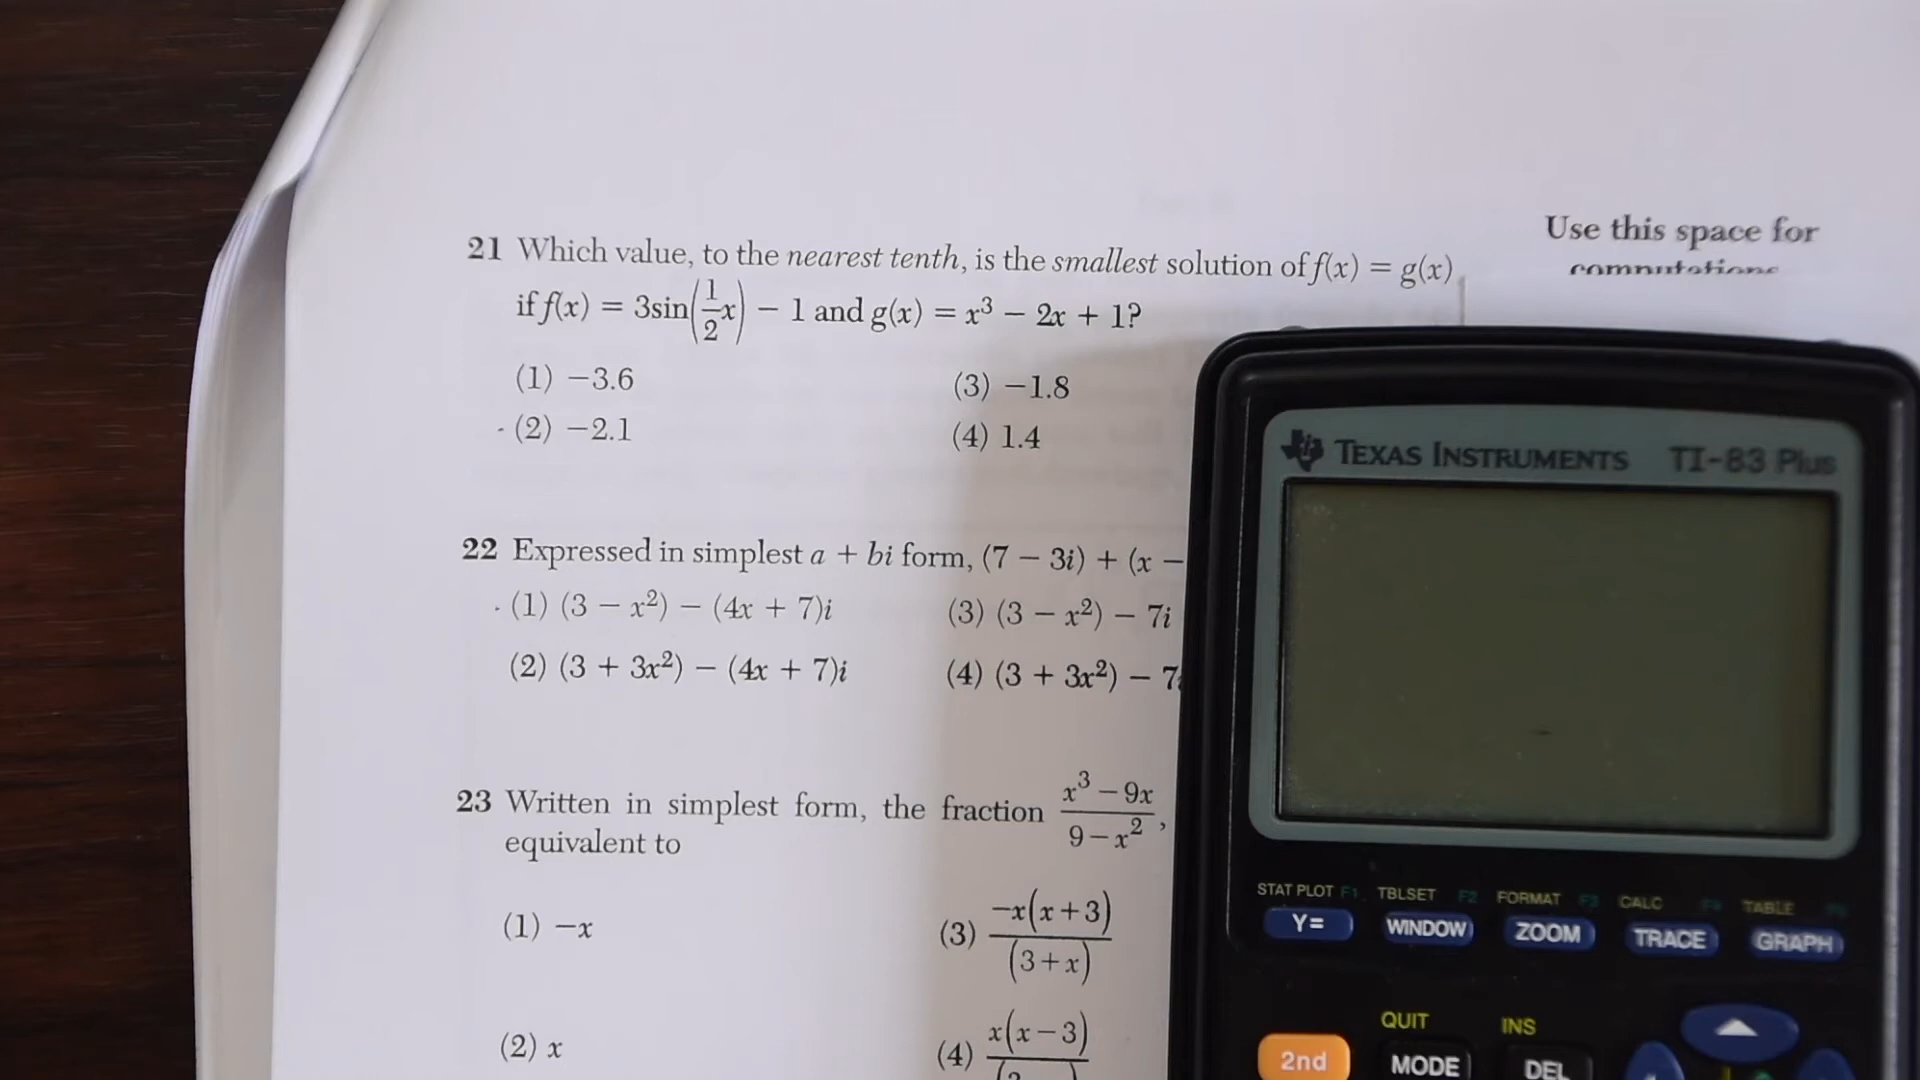 Use this space for
computations
21 Which value, to the nearest tenth, is the smallest solution of f(x) = g(x)
if f(x) = 3sin(1/2 x) − 1 and g(x) = x³ − 2x + 1?
(1) −3.6 (3) −1.8
(2) −2.1 (4) 1.4
22 Expressed in simplest a + bi form, (7 − 3i) + (x −
(1) (3 − x²) − (4x + 7)i (3) (3 − x²) − 7i
(2) (3 + 3x²) − (4x + 7)i (4) (3 + 3x²) − 7i
23 Written in simplest form, the fraction (x³ − 9x)/(9 − x²),
equivalent to
(1) −x (3) −x(x+3)/(3+x)
(2) x (4) x(x−3)
TEXAS INSTRUMENTS TI-83 Plus
STAT PLOT F1 TBLSET F2 FORMAT F3 CALC F4 TABLE F5
Y= WINDOW ZOOM TRACE GRAPH
QUIT INS
2nd MODE DEL